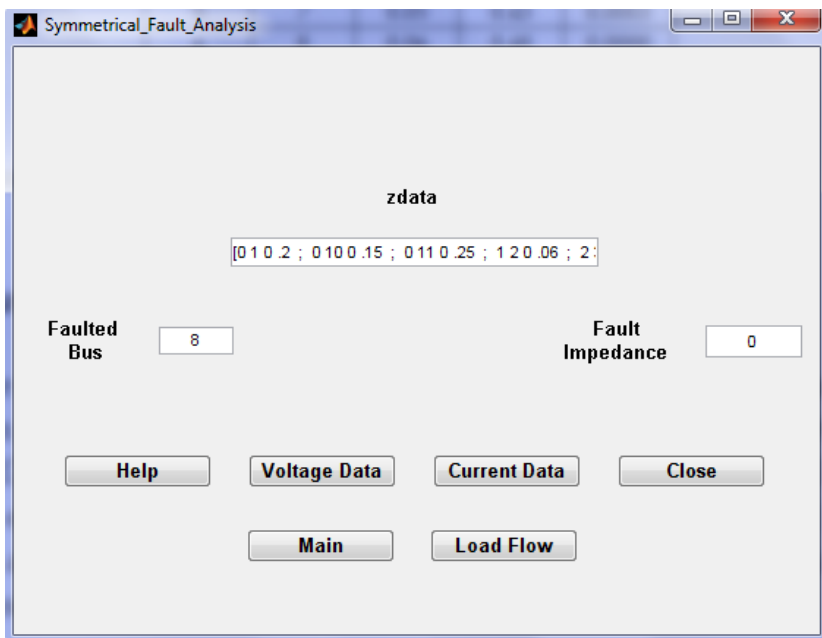 Symmetrical_Fault_Analysis
zdata
[0 1 0 .2 ; 0 10 0 .15 ; 0 11 0 .25 ; 1 2 0 .06 ; 2
Faulted
Bus
8
Fault
Impedance
0
Help
Voltage Data
Current Data
Close
Main
Load Flow